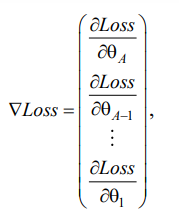 ∇Loss = ( ∂Loss/∂θ_A
∂Loss/∂θ_{A−1}
⋮
∂Loss/∂θ_1 ) ,